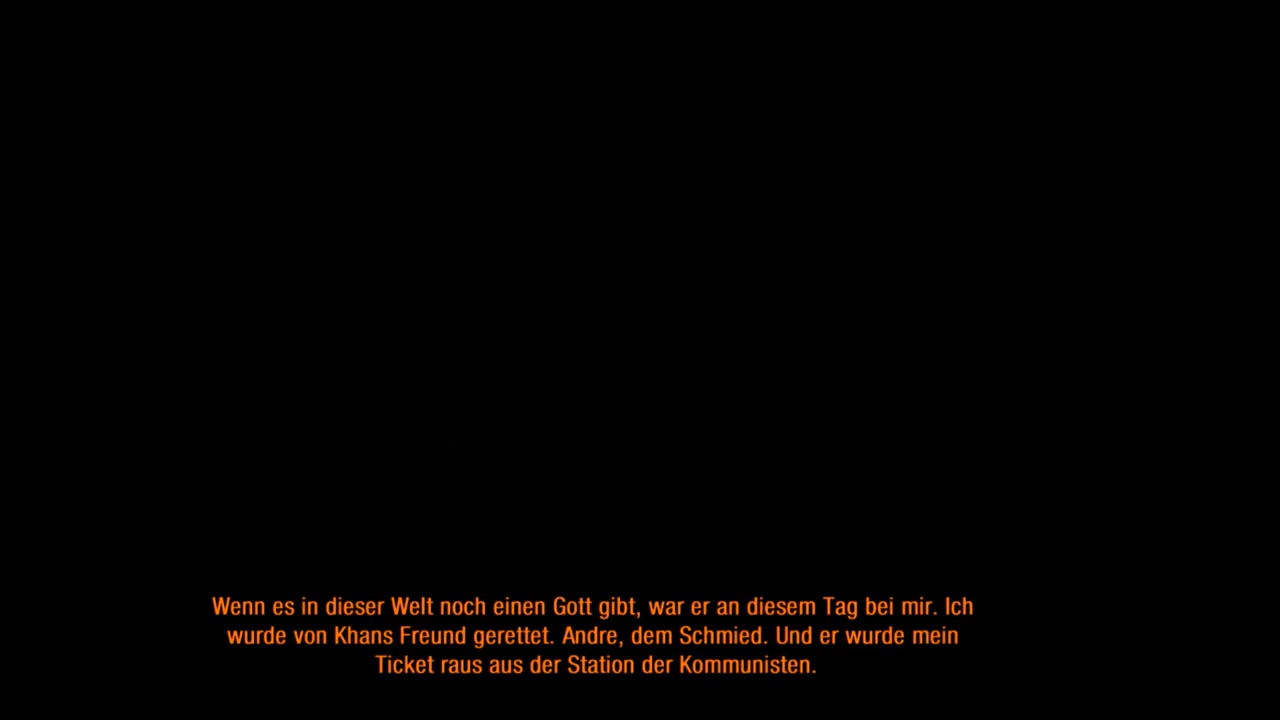 Wenn es in dieser Welt noch einen Gott gibt, war er an diesem Tag bei mir. Ich
wurde von Khans Freund gerettet. Andre, dem Schmied. Und er wurde mein
Ticket raus aus der Station der Kommunisten.